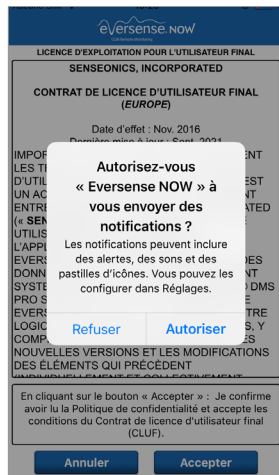 eversense. NOW
LICENCE D'EXPLOITATION POUR L'UTILISATEUR FINAL
SENSEONICS, INCORPORATED
CONTRAT DE LICENCE
D'UTILISATEUR FINAL
(EUROPE)
Date d'effet : Nov. 2016
Autorisez-vous
« Eversense NOW » à
vous envoyer des
notifications ?
Les notifications peuvent inclure
des alertes, des sons et des
pastilles d'icônes. Vous pouvez les
configurer dans Réglages.
Refuser
Autoriser
NOUVELLES VERSIONS ET LES MODIFICATIONS
DES ÉLÉMENTS QUI PRÉCÈDENT
En cliquant sur le bouton « Accepter » : Je confirme
avoir lu la Politique de confidentialité et accepte les
conditions du Contrat de licence d'utilisateur final
(CLUF).
Annuler
Accepter